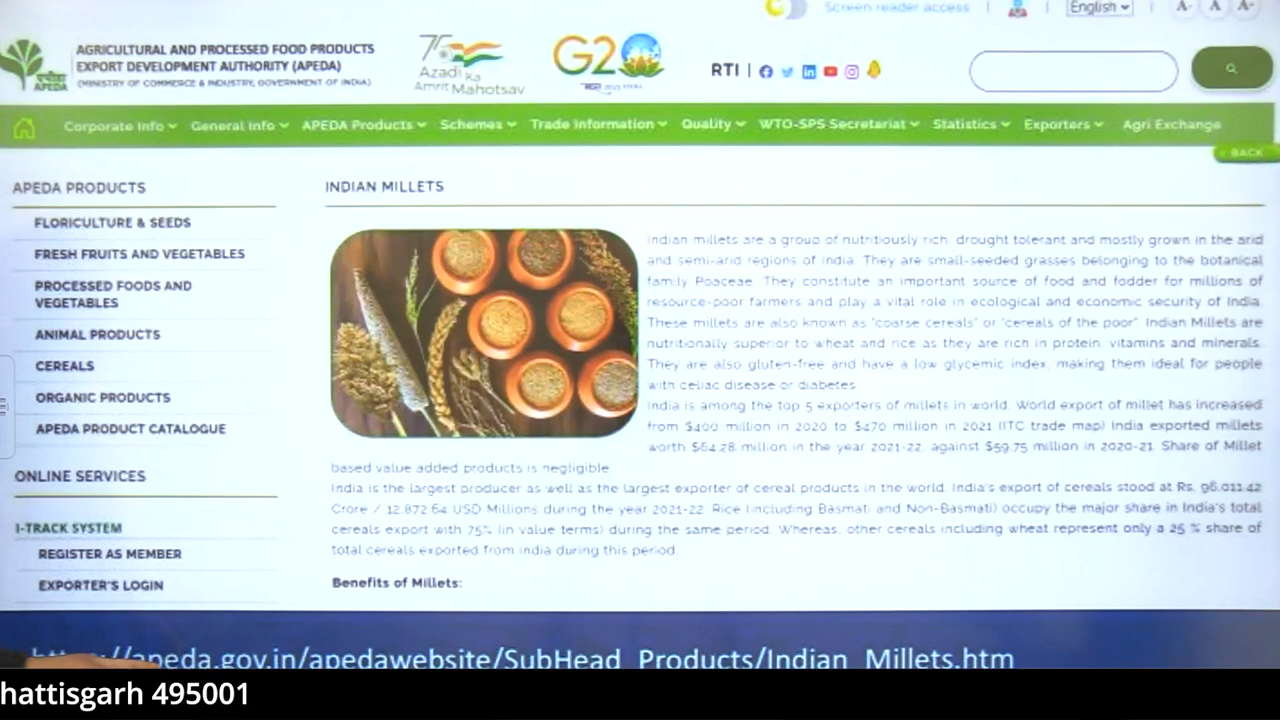 Screen reader access | | English | A- A A+
AGRICULTURAL AND PROCESSED FOOD PRODUCTS
EXPORT DEVELOPMENT AUTHORITY (APEDA)
(MINISTRY OF COMMERCE & INDUSTRY, GOVERNMENT OF INDIA)
APEDA
75
Azadi Ka
Amrit Mahotsav
G20
RTI |
Corporate Info General Info APEDA Products Schemes Trade Information Quality WTO-SPS Secretariat Statistics Exporters Agri Exchange
< BACK
APEDA PRODUCTS
FLORICULTURE & SEEDS
FRESH FRUITS AND VEGETABLES
PROCESSED FOODS AND
VEGETABLES
ANIMAL PRODUCTS
CEREALS
ORGANIC PRODUCTS
APEDA PRODUCT CATALOGUE
ONLINE SERVICES
I-TRACK SYSTEM
REGISTER AS MEMBER
EXPORTER'S LOGIN
INDIAN MILLETS
Indian millets are a group of nutritiously rich, drought tolerant and mostly grown in the arid
and semi-arid regions of India. They are small-seeded grasses belonging to the botanical
family Poaceae. They constitute an important source of food and fodder for millions of
resource-poor farmers and play a vital role in ecological and economic security of India.
These millets are also known as "coarse cereals" or "cereals of the poor". Indian Millets are
nutritionally superior to wheat and rice as they are rich in protein, vitamins and minerals.
They are also gluten-free and have a low glycemic index, making them ideal for people
with celiac disease or diabetes.
India is among the top 5 exporters of millets in world. World export of millet has increased
from $400 million in 2020 to $470 million in 2021 (ITC trade map) India exported millets
worth $64.28 million in the year 2021-22, against $59.75 million in 2020-21. Share of Millet
based value added products is negligible.
India is the largest producer as well as the largest exporter of cereal products in the world. India's export of cereals stood at Rs. 96,011.42
Crore / 12,872.64 USD Millions during the year 2021-22. Rice (including Basmati and Non-Basmati) occupy the major share in India's total
cereals export with 75% (in value terms) during the same period. Whereas, other cereals including wheat represent only a 25 % share of
total cereals exported from India during this period.
Benefits of Millets:
https://apeda.gov.in/apedawebsite/SubHead_Products/Indian_Millets.htm
hattisgarh 495001